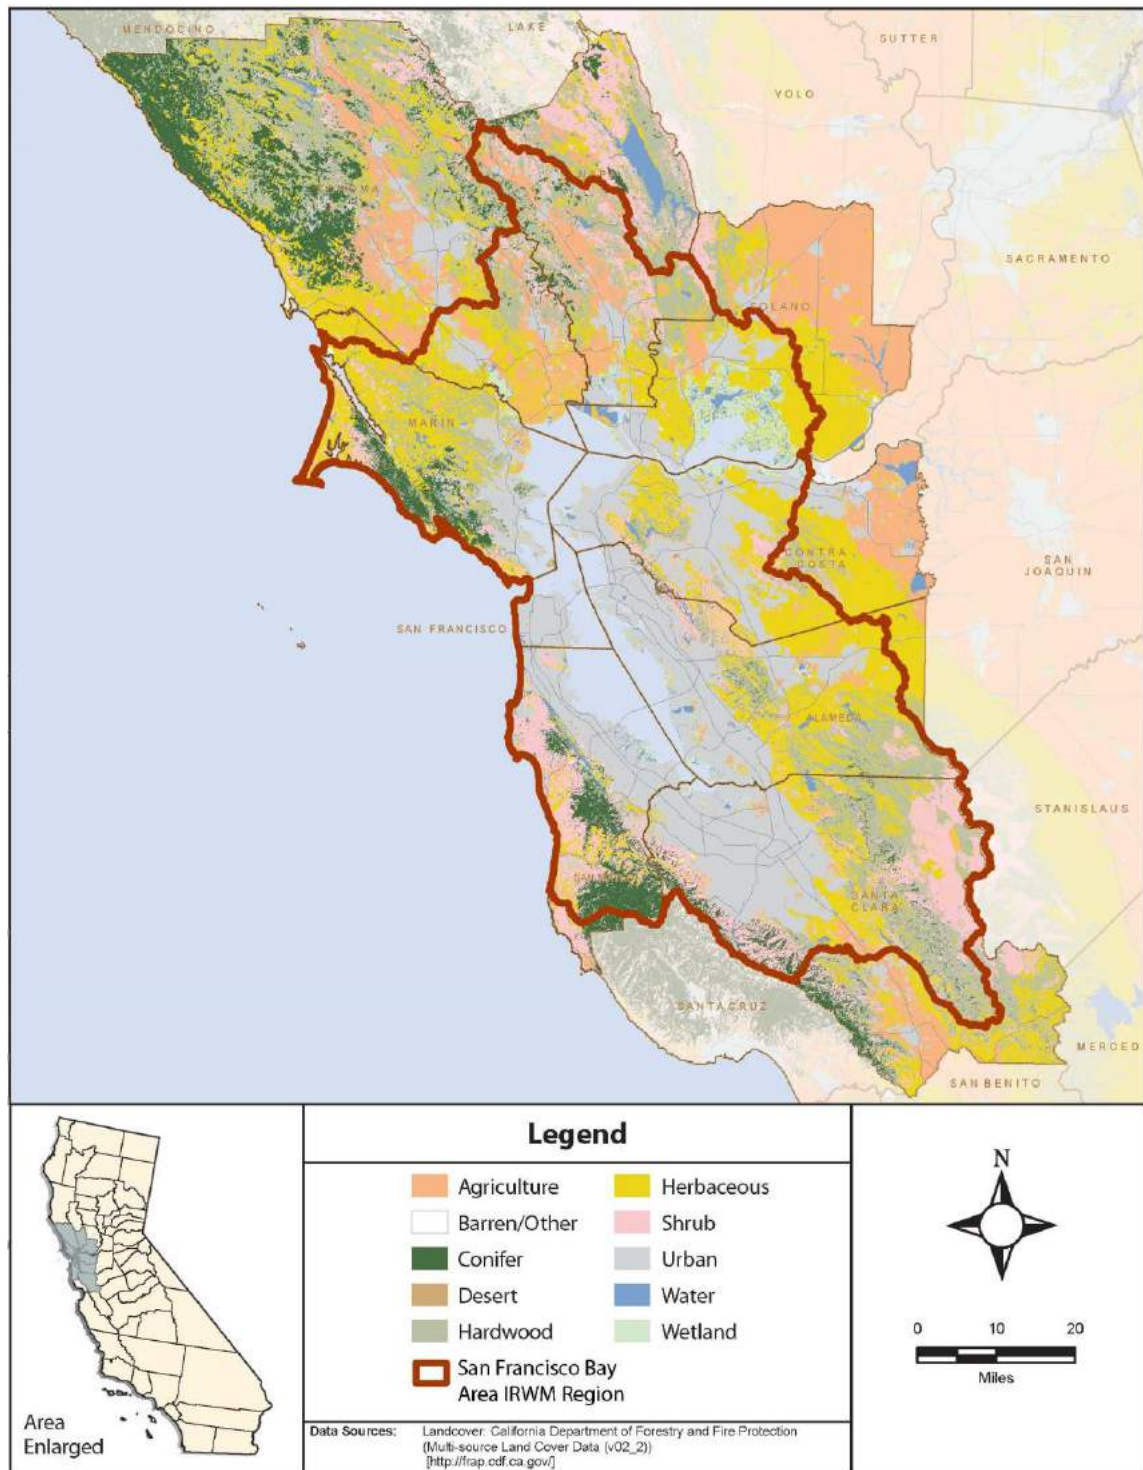 MENDOCINO
LAKE
SUTTER
YOLO
NAPA
SONOMA
SACRAMENTO
SOLANO
MARIN
CONTRA
COSTA
SAN
JOAQUIN
SAN FRANCISCO
ALAMEDA
STANISLAUS
SANTA
CLARA
SANTA CRUZ
MERCED
SAN BENITO
Legend
Agriculture
Herbaceous
Barren/Other
Shrub
Conifer
Urban
Desert
Water
Hardwood
Wetland
San Francisco Bay
Area IRWM Region
Area
Enlarged
N
0 10 20
Miles
Data Sources: Landcover: California Department of Forestry and Fire Protection
(Multi-source Land Cover Data (v02_2))
[http://frap.cdf.ca.gov/]